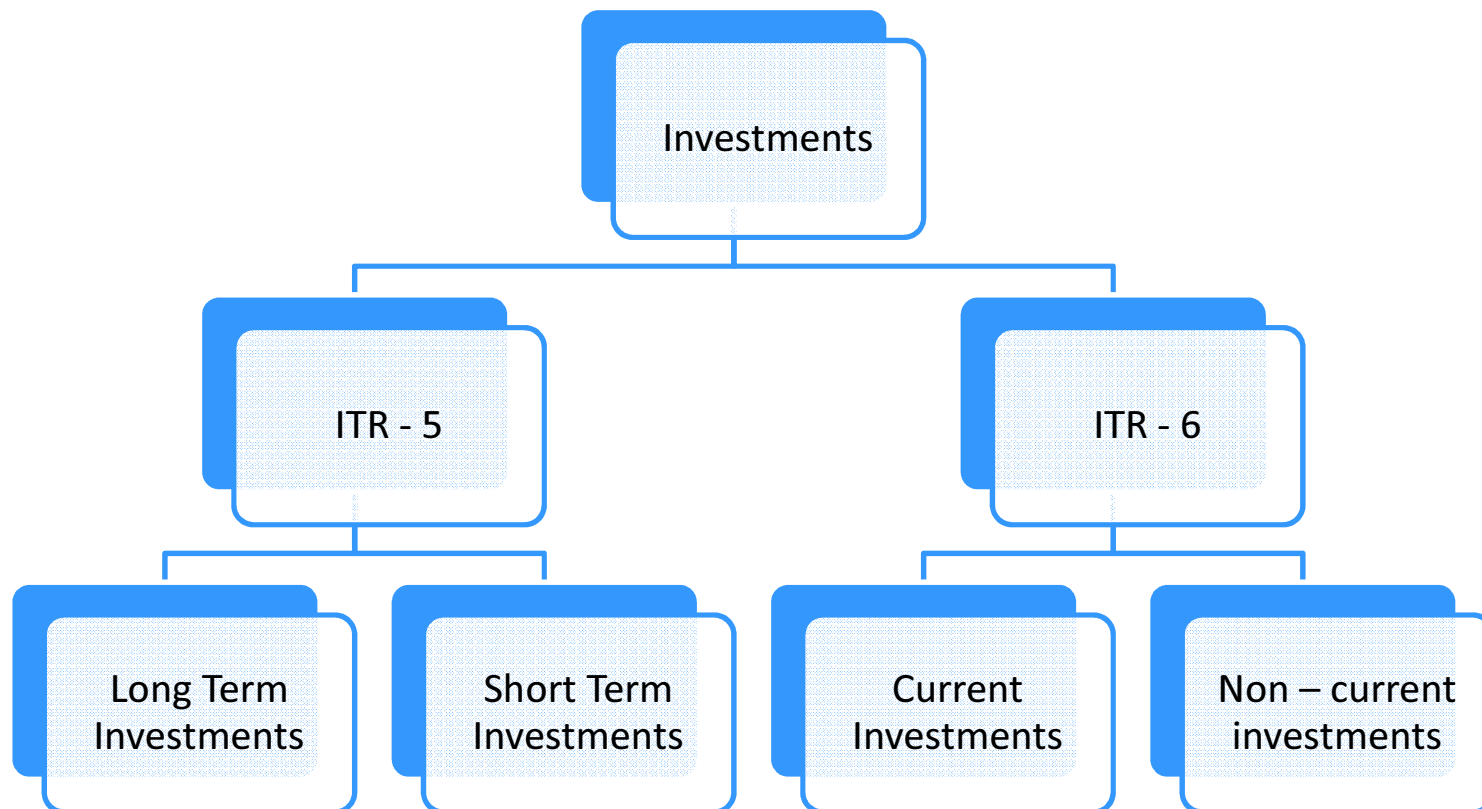 Investments
ITR - 5
ITR - 6
Long Term
Investments
Short Term
Investments
Current
Investments
Non – current
investments